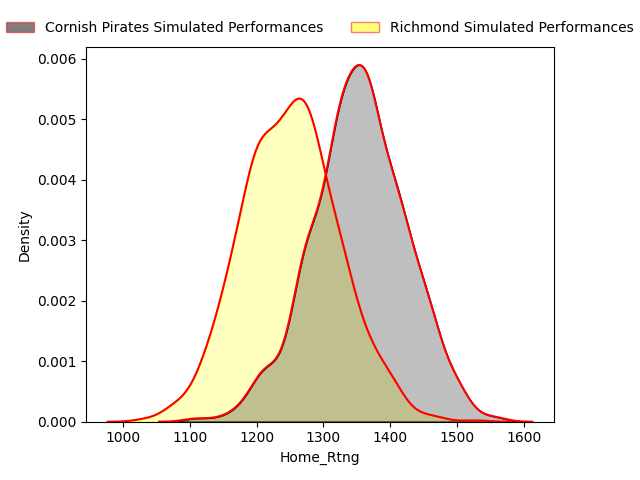 Cornish Pirates Simulated Performances Richmond Simulated Performances
0.006
0.005
0.004
0.003
0.002
0.001
0.000
Density
1000 1100 1200 1300 1400 1500 1600
Home_Rtng